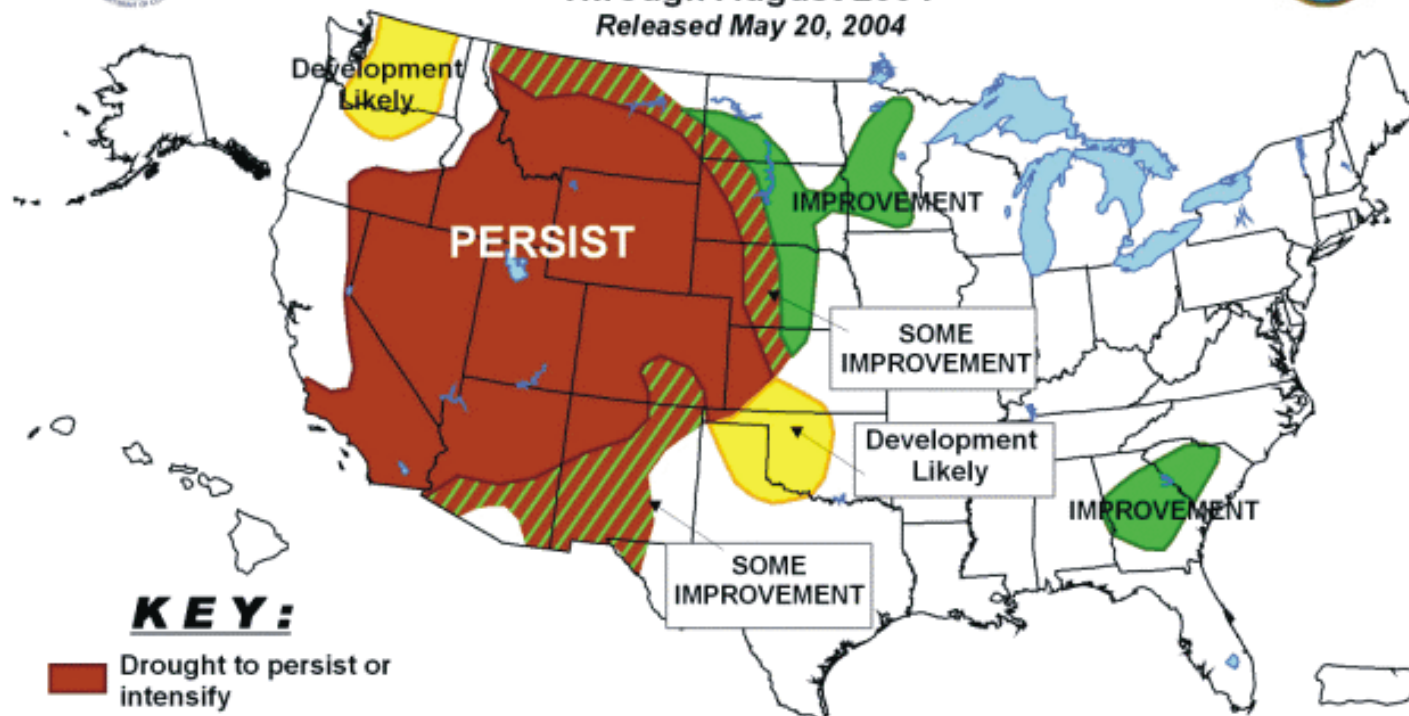 Released May 20, 2004
Development
Likely
PERSIST
IMPROVEMENT
SOME
IMPROVEMENT
Development
Likely
IMPROVEMENT
SOME
IMPROVEMENT
KEY:
Drought to persist or
intensify